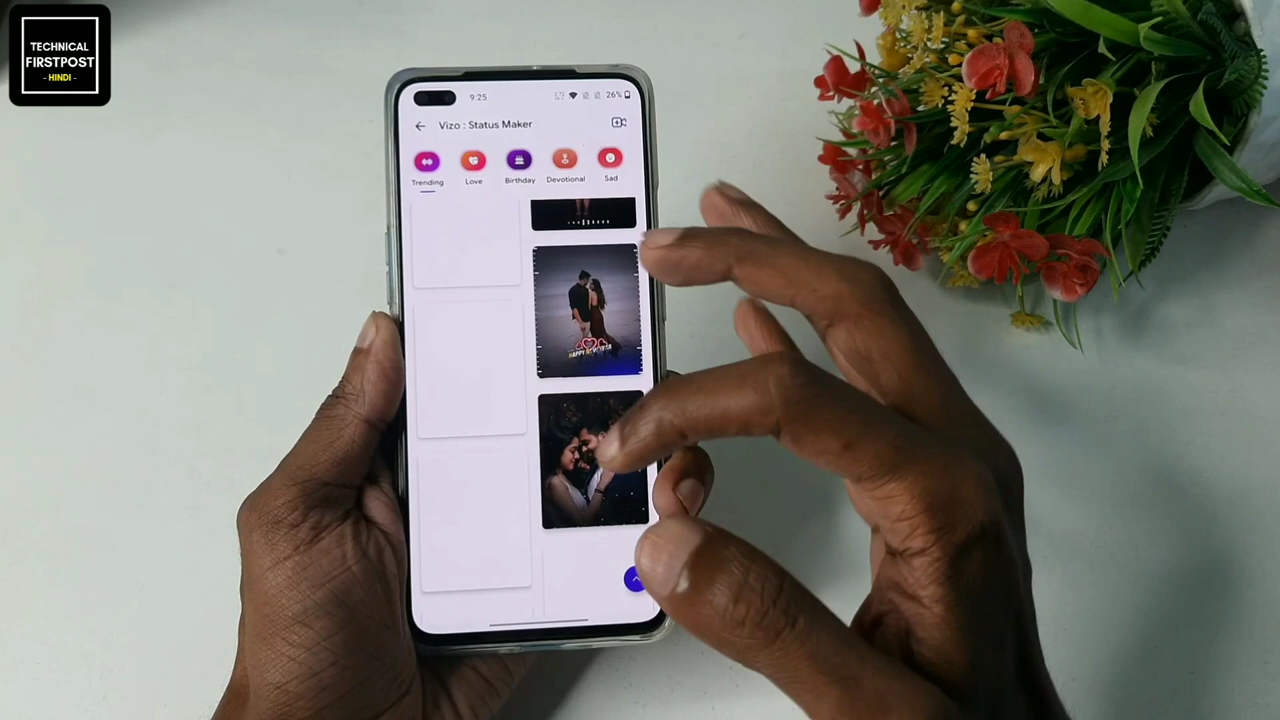 TECHNICAL
FIRSTPOST
- HINDI -
9:25
26%
Vizo : Status Maker
Trending
Love
Birthday
Devotional
Sad